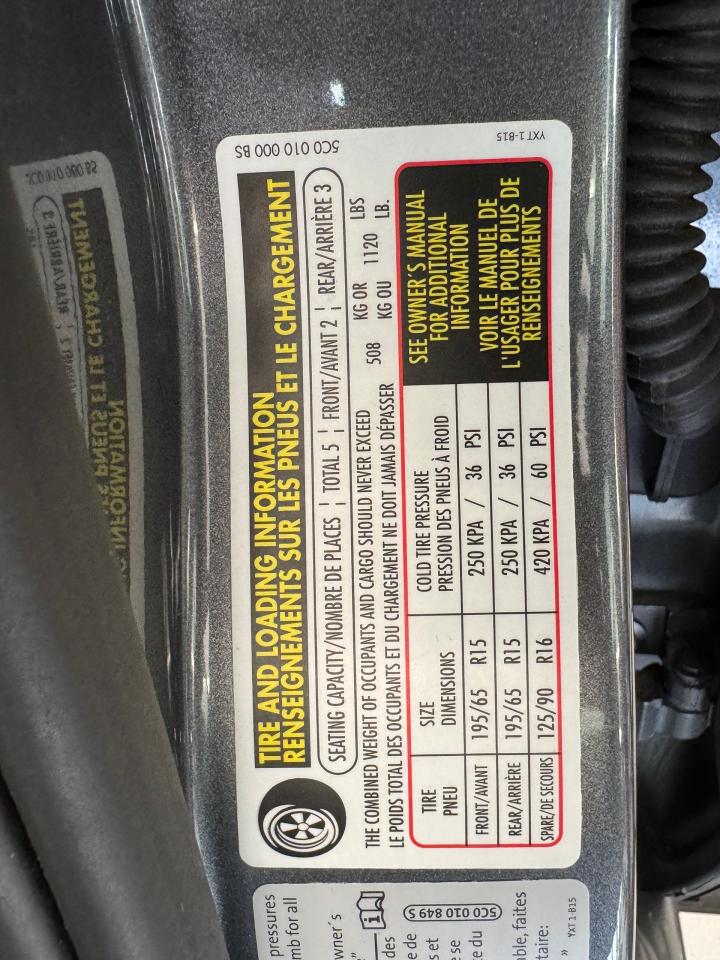 5C0 010 000 BS
YXT 1-B15
TIRE AND LOADING INFORMATION
RENSEIGNEMENTS SUR LES PNEUS ET LE CHARGEMENT
SEATING CAPACITY/NOMBRE DE PLACES ¦ TOTAL 5 ¦ FRONT/AVANT 2 ¦ REAR/ARRIÈRE 3
THE COMBINED WEIGHT OF OCCUPANTS AND CARGO SHOULD NEVER EXCEED 508 KG OR 1120 LBS
LE POIDS TOTAL DES OCCUPANTS ET DU CHARGEMENT NE DOIT JAMAIS DÉPASSER KG OU LB.
TIRE SIZE COLD TIRE PRESSURE
PNEU DIMENSIONS PRESSION DES PNEUS À FROID
FRONT/AVANT 195/65 R15 250 KPA / 36 PSI
REAR/ARRIÈRE 195/65 R15 250 KPA / 36 PSI
SPARE/DE SECOURS 125/90 R16 420 KPA / 60 PSI
SEE OWNER'S MANUAL
FOR ADDITIONAL
INFORMATION
VOIR LE MANUEL DE
L'USAGER POUR PLUS DE
RENSEIGNEMENTS
pressures
mb for all
wner's
i
des
5C0 010 849 S
e de
s et
e se
e du
ble, faites
taire:
»
YXT 1-B15